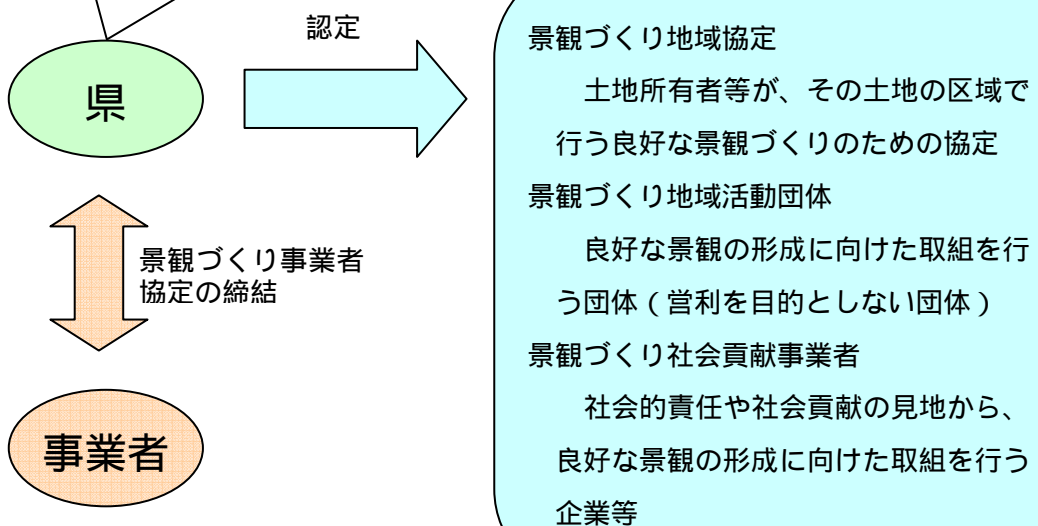 認定
県
景観づくり事業者
協定の締結
事業者
景観づくり地域協定
土地所有者等が、その土地の区域で
行う良好な景観づくりのための協定
景観づくり地域活動団体
良好な景観の形成に向けた取組を行
う団体(営利を目的としない団体)
景観づくり社会貢献事業者
社会的責任や社会貢献の見地から、
良好な景観の形成に向けた取組を行う
企業等